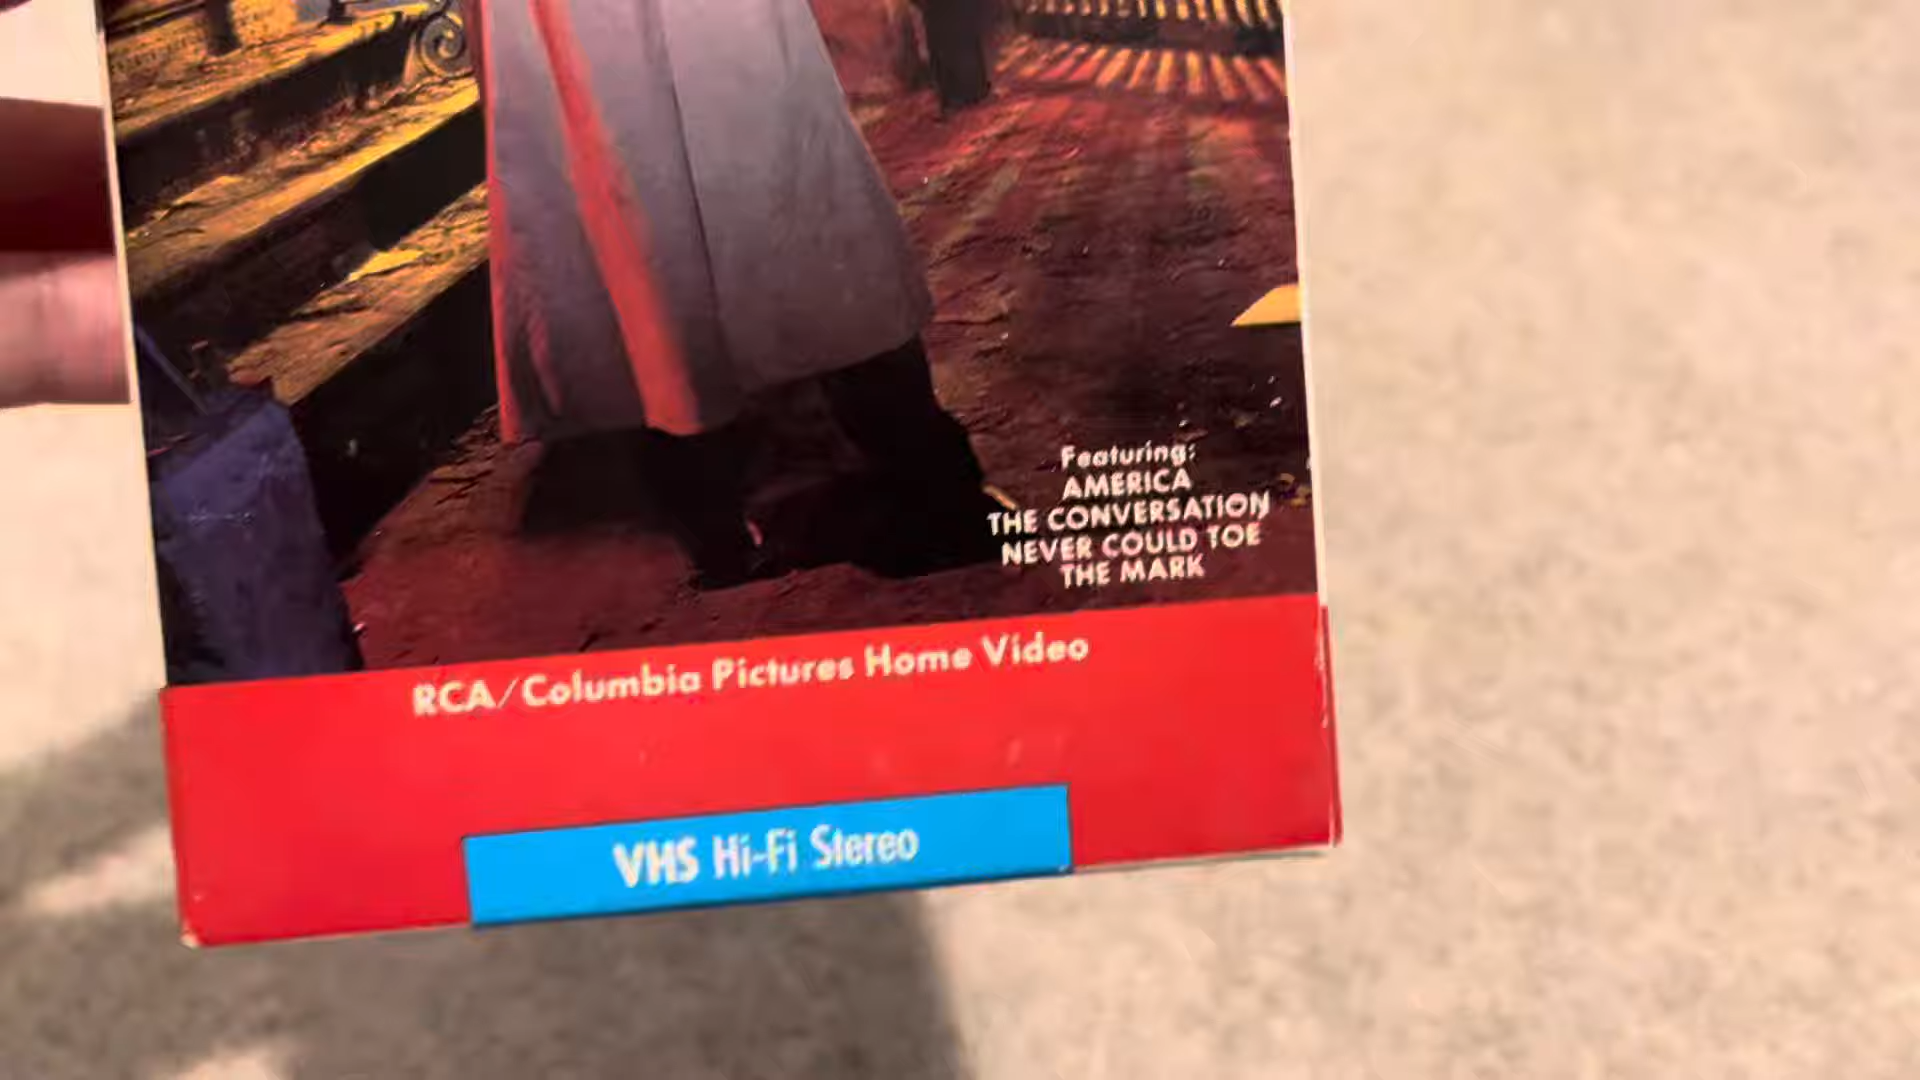 Featuring:
AMERICA
THE CONVERSATION
NEVER COULD TOE
THE MARK
RCA/Columbia Pictures Home Video
VHS Hi-Fi Stereo